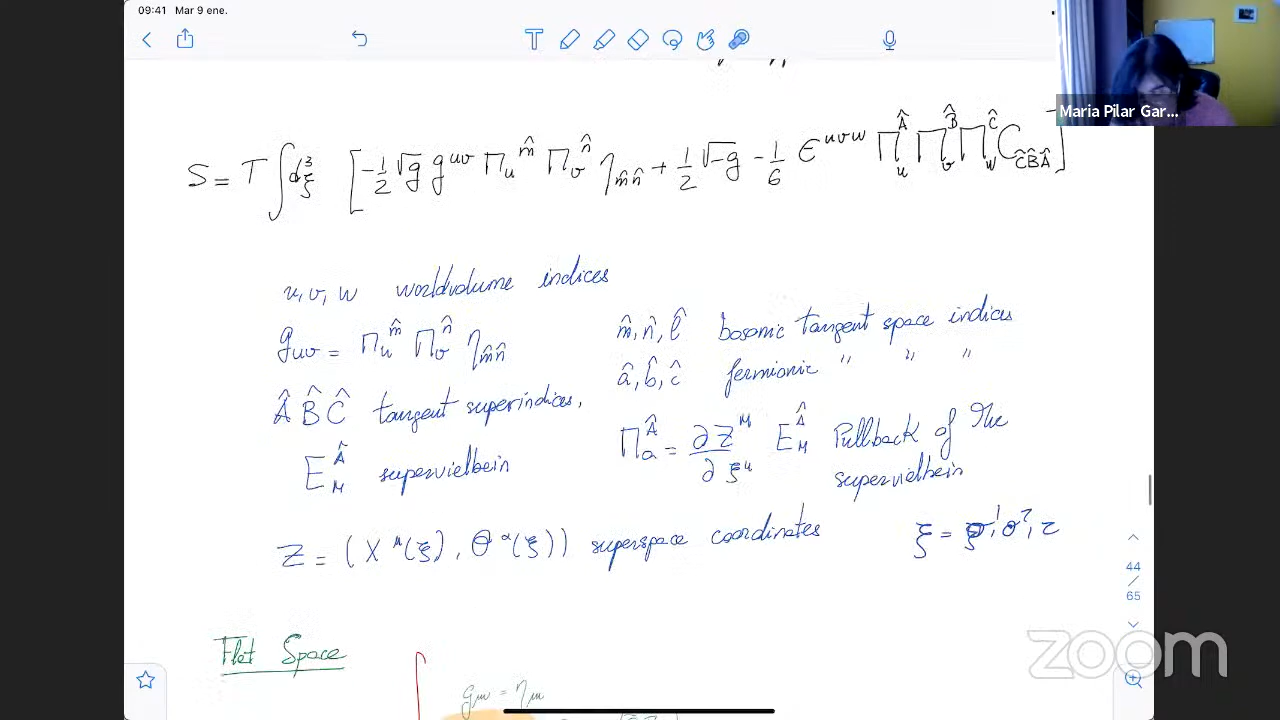 09:41 Mar 9 ene.
Maria Pilar Gar...
S = T ∫ d³ξ [ -1/2 √g g^{uv} Π_u^{m̂} Π_v^{n̂} η_{m̂n̂} + 1/2 √-g - 1/6 ε^{uvw} Π_u^{Â} Π_v^{B̂} Π_w^{Ĉ} C_{ĈB̂Â} ]
u, v, w worldvolume indices
g_{uv} = Π_u^{m̂} Π_v^{n̂} η_{m̂n̂}
m̂, n̂, l̂ bosonic tangent space indices
â, b̂, ĉ fermionic " " "
Â B̂ Ĉ tangent superindices,
Π_a^{Â} = ∂Z^M/∂ξ^u E_M^{Â} Pullback of the
supervielbein
E_M^{Â} supervielbein
Z = (X^μ(ξ), θ^α(ξ)) superspace coordinates
ξ = σ¹, σ², τ
44
/
65
Flat Space
zoom